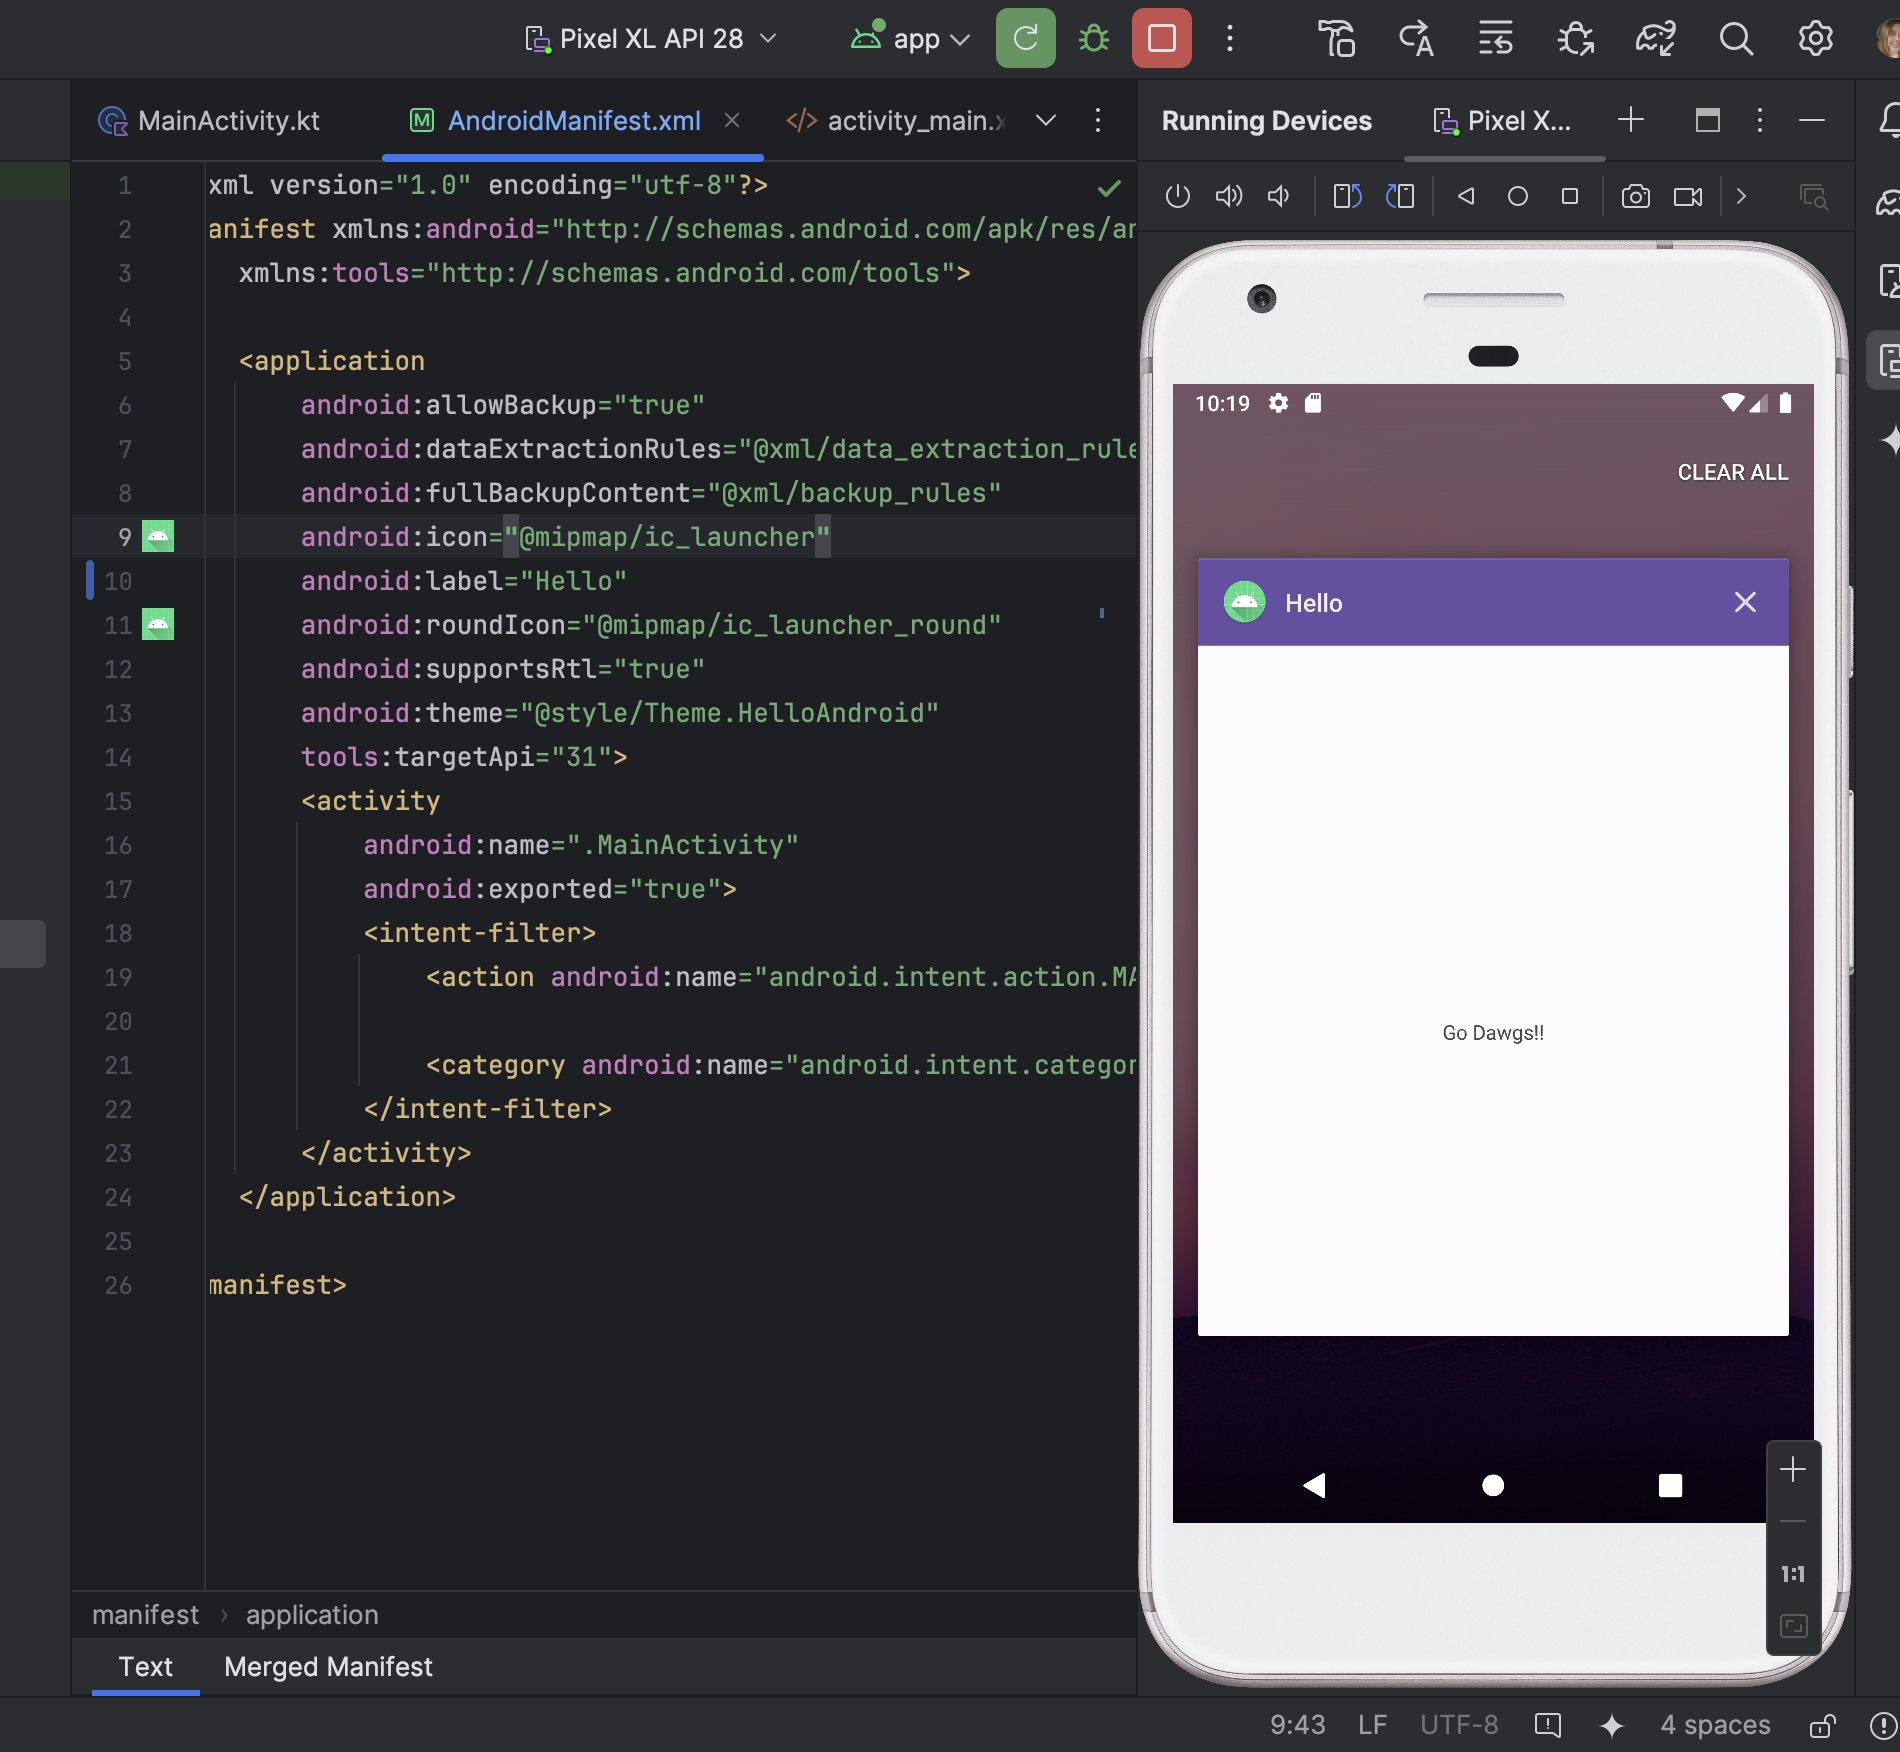 Pixel XL API 28
app
MainActivity.kt
AndroidManifest.xml
activity_main.x
Running Devices
Pixel X...
1 xml version="1.0" encoding="utf-8"?>
2 anifest xmlns:android="http://schemas.android.com/apk/res/an
3 xmlns:tools="http://schemas.android.com/tools">
4
5 <application
6 android:allowBackup="true"
7 android:dataExtractionRules="@xml/data_extraction_rule
8 android:fullBackupContent="@xml/backup_rules"
9 android:icon="@mipmap/ic_launcher"
10 android:label="Hello"
11 android:roundIcon="@mipmap/ic_launcher_round"
12 android:supportsRtl="true"
13 android:theme="@style/Theme.HelloAndroid"
14 tools:targetApi="31">
15 <activity
16 android:name=".MainActivity"
17 android:exported="true">
18 <intent-filter>
19 <action android:name="android.intent.action.MA
20
21 <category android:name="android.intent.categor
22 </intent-filter>
23 </activity>
24 </application>
25
26 manifest>
10:19
CLEAR ALL
Hello
Go Dawgs!!
1:1
manifest > application
Text
Merged Manifest
9:43 LF UTF-8 4 spaces